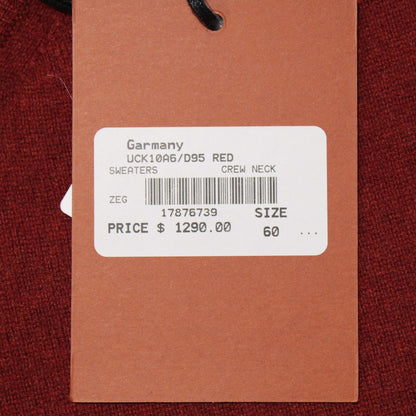 Garmany
UCK10A6/D95 RED
SWEATERS CREW NECK
ZEG
17876739 SIZE
PRICE $ 1290.00 60 ...